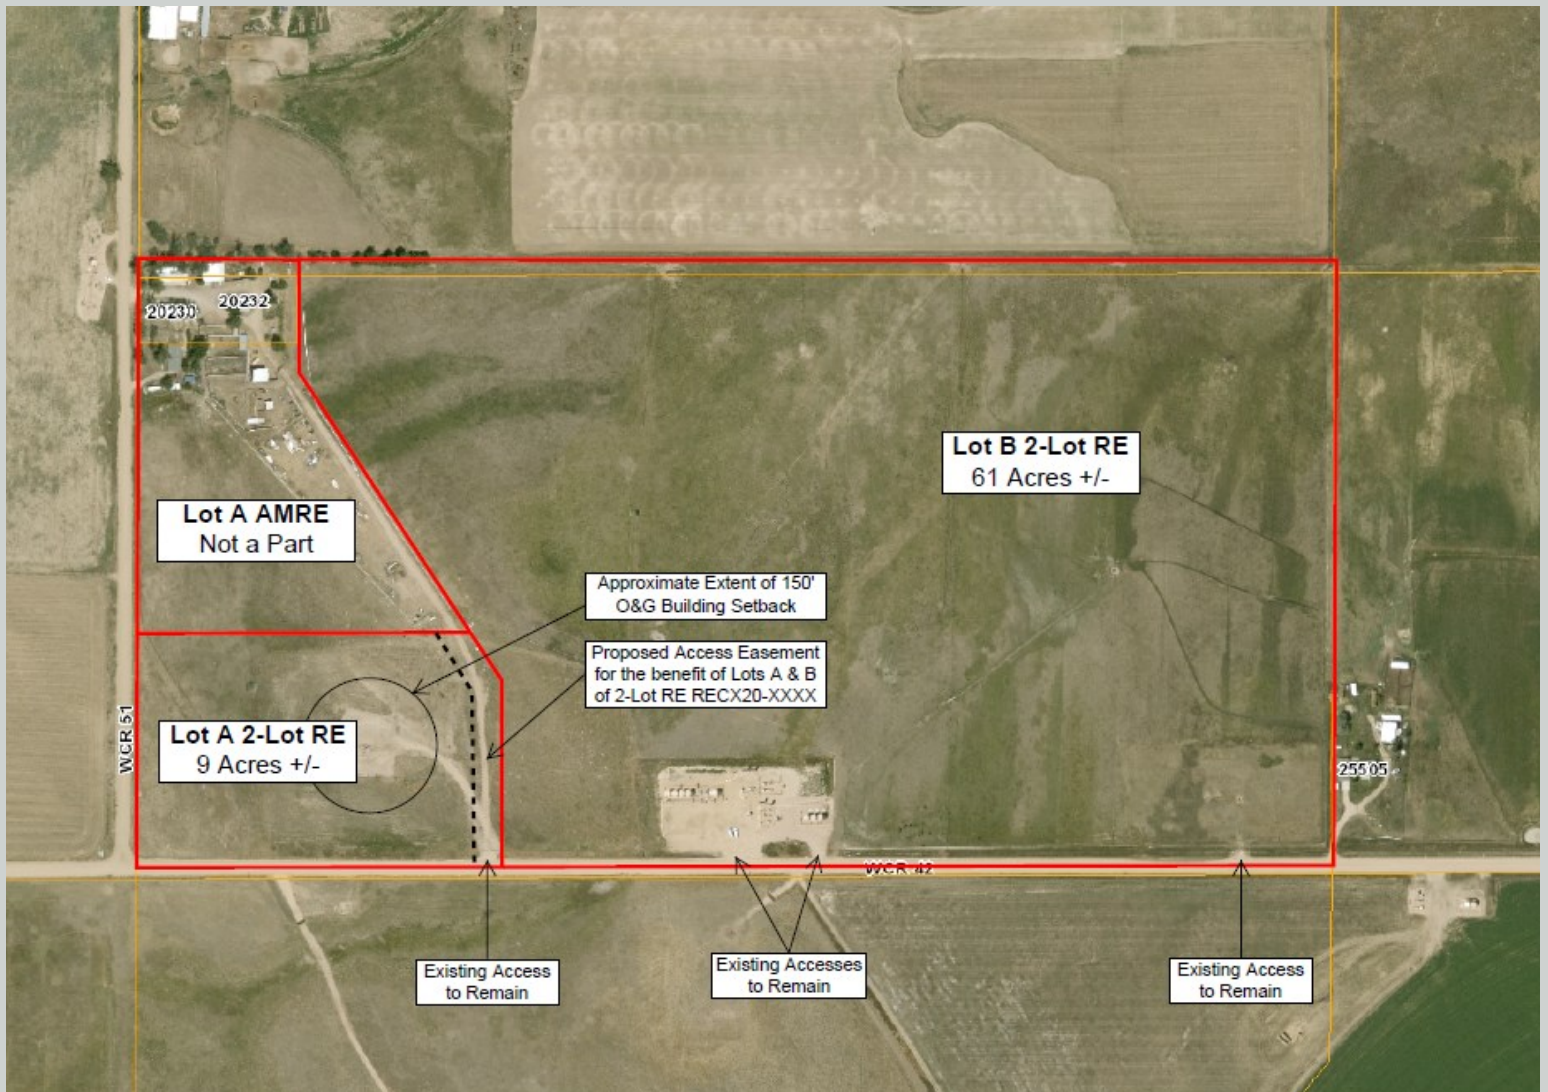 20230
20232
Lot B 2-Lot RE
61 Acres +/-
Lot A AMRE
Not a Part
Approximate Extent of 150'
O&G Building Setback
Proposed Access Easement
for the benefit of Lots A & B
of 2-Lot RE RECX20-XXXX
WCR 51
Lot A 2-Lot RE
9 Acres +/-
25505
WCR 42
Existing Access
to Remain
Existing Accesses
to Remain
Existing Access
to Remain